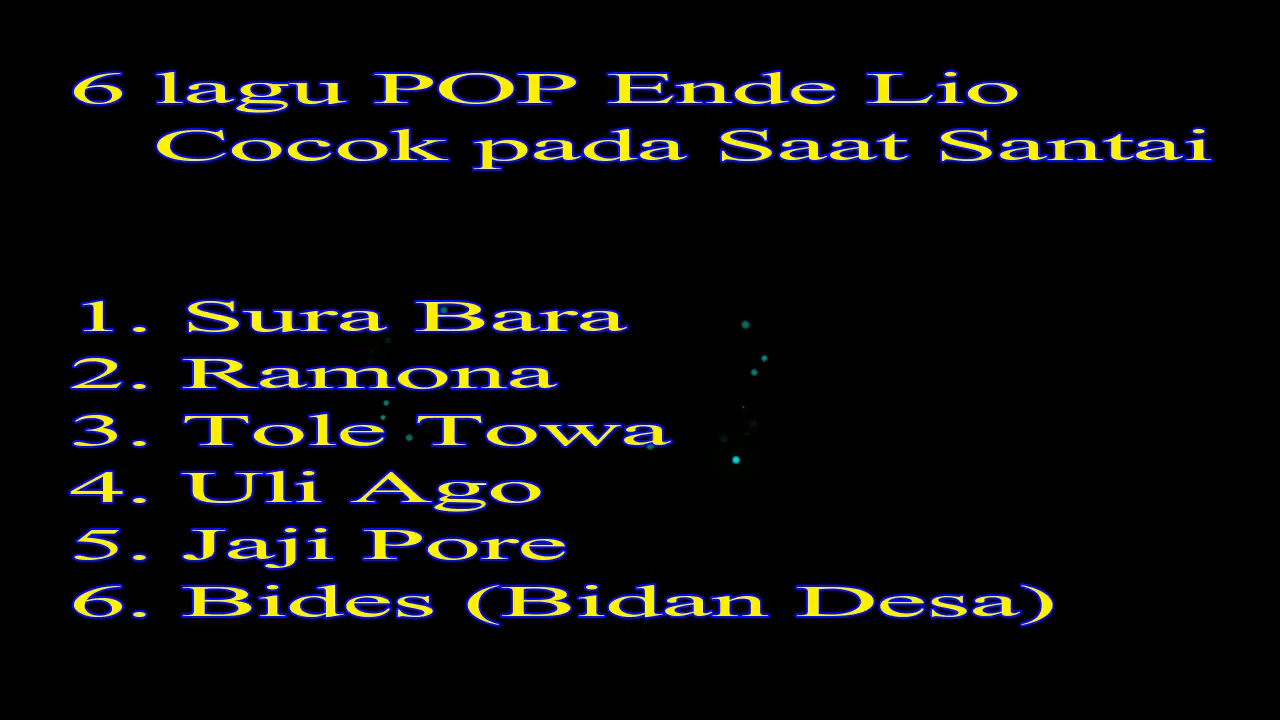 6 lagu POP Ende Lio
Cocok pada Saat Santai
1. Sura Bara
2. Ramona
3. Tole Towa
4. Uli Ago
5. Jaji Pore
6. Bides (Bidan Desa)